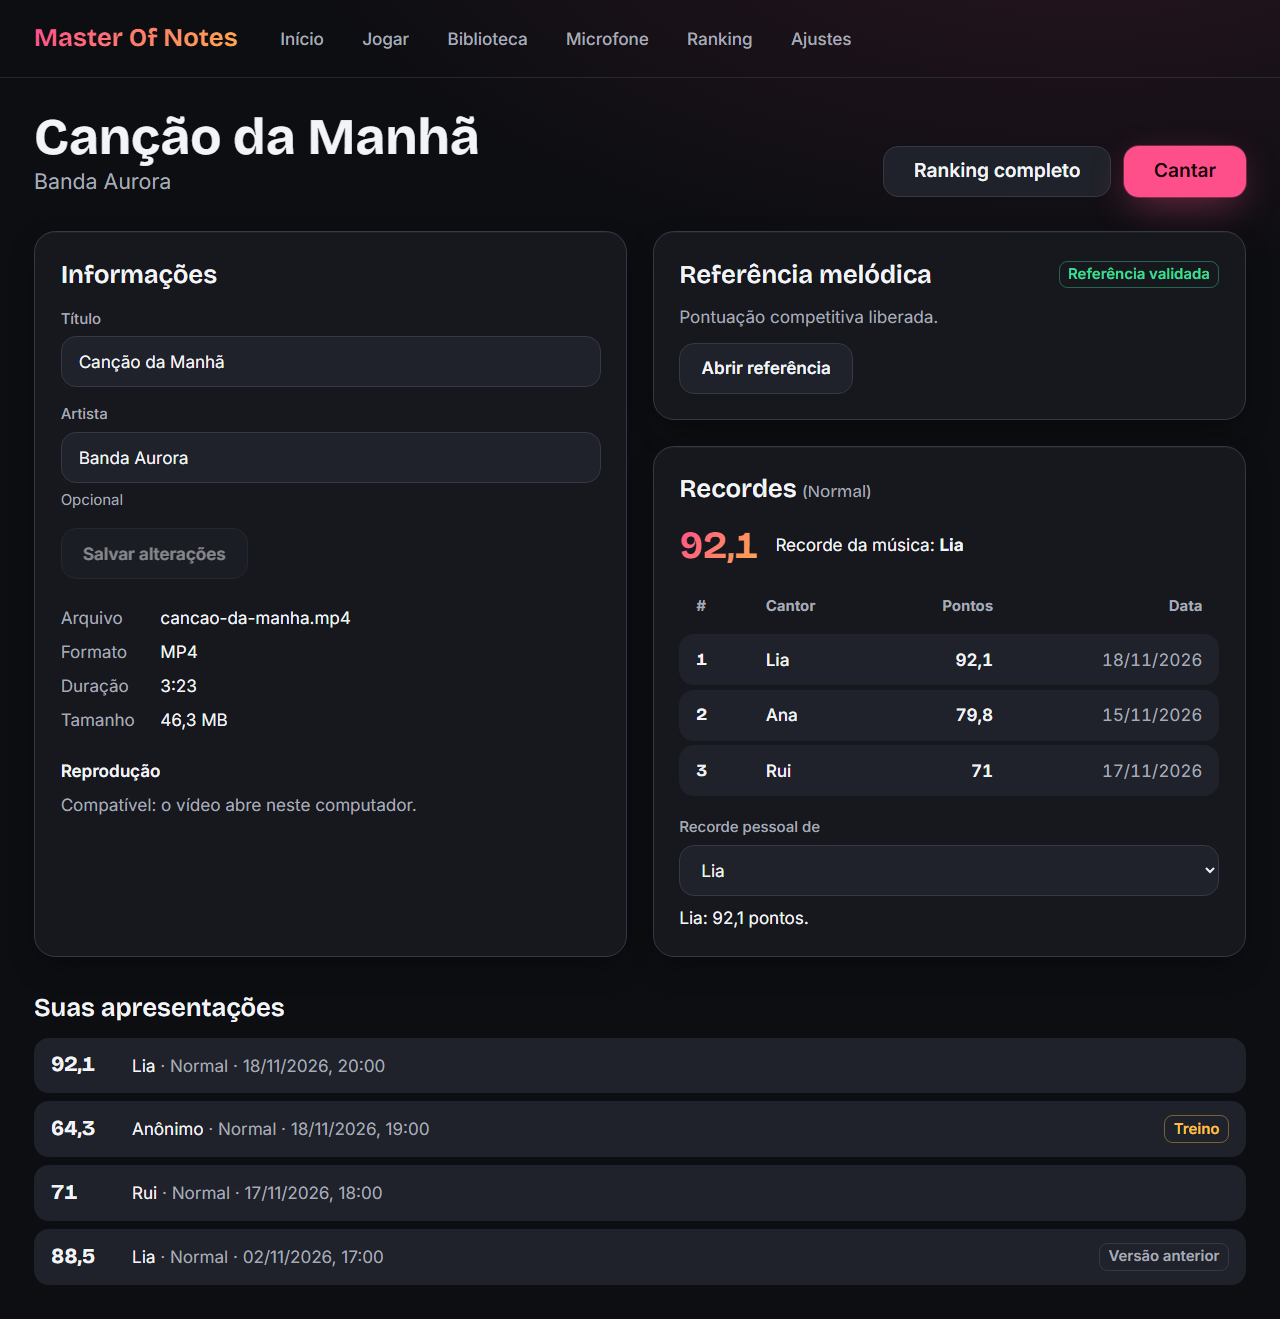 Master Of Notes
Início
Jogar
Biblioteca
Microfone
Ranking
Ajustes
Canção da Manhã
Banda Aurora
Ranking completo
Cantar
Informações
Título
Canção da Manhã
Artista
Banda Aurora
Opcional
Salvar alterações
Arquivo cancao-da-manha.mp4
Formato MP4
Duração 3:23
Tamanho 46,3 MB
Reprodução
Compatível: o vídeo abre neste computador.
Referência melódica
Referência validada
Pontuação competitiva liberada.
Abrir referência
Recordes (Normal)
92,1 Recorde da música: Lia
# Cantor Pontos Data
1 Lia 92,1 18/11/2026
2 Ana 79,8 15/11/2026
3 Rui 71 17/11/2026
Recorde pessoal de
Lia
Lia: 92,1 pontos.
Suas apresentações
92,1 Lia · Normal · 18/11/2026, 20:00
64,3 Anônimo · Normal · 18/11/2026, 19:00 Treino
71 Rui · Normal · 17/11/2026, 18:00
88,5 Lia · Normal · 02/11/2026, 17:00 Versão anterior